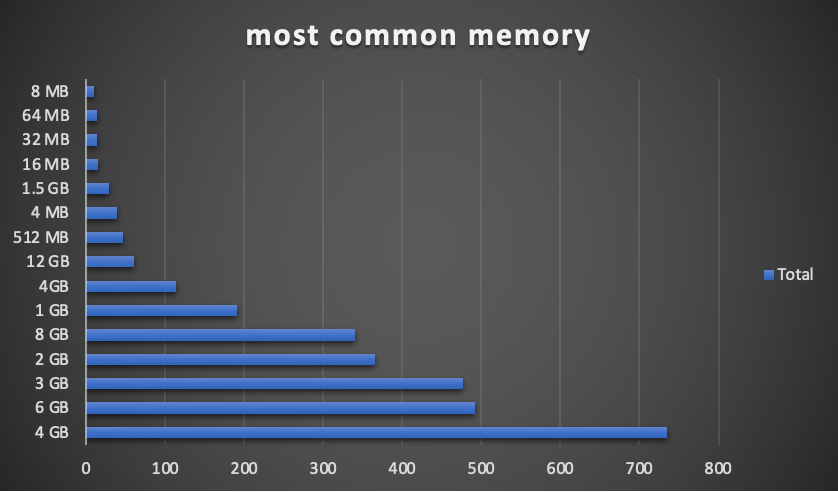 most common memory
8 MB
64 MB
32 MB
16 MB
1.5 GB
4 MB
512 MB
12 GB
4GB
1 GB
8 GB
2 GB
3 GB
6 GB
4 GB
0 100 200 300 400 500 600 700 800
Total